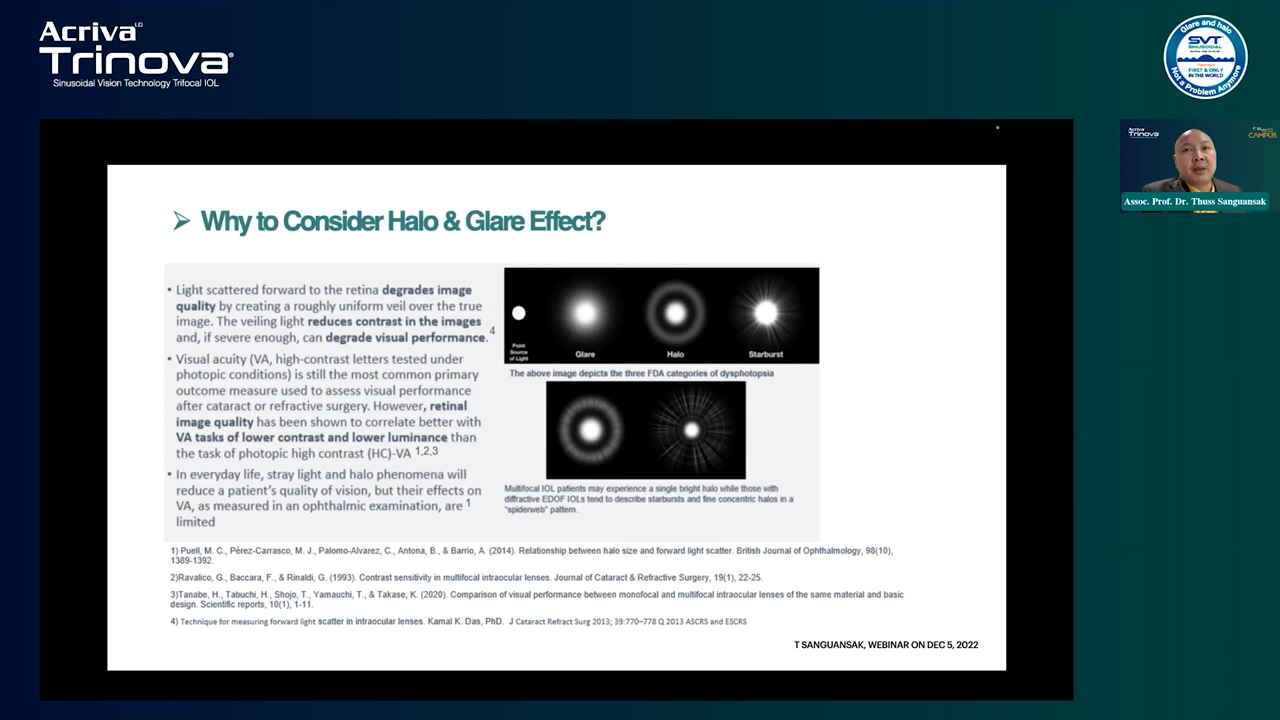 Acriva UD
Trinova®
Sinusoidal Vision Technology Trifocal IOL
Glare and halo
SVT
SINUSOIDAL
FIRST & ONLY
IN THE WORLD
Not a Problem Anymore
Acriva
Trinova
CAMPUS
Assoc. Prof. Dr. Thuss Sanguansak
➢ Why to Consider Halo & Glare Effect?
• Light scattered forward to the retina degrades image
quality by creating a roughly uniform veil over the true
image. The veiling light reduces contrast in the images
and, if severe enough, can degrade visual performance. 4
• Visual acuity (VA, high-contrast letters tested under
photopic conditions) is still the most common primary
outcome measure used to assess visual performance
after cataract or refractive surgery. However, retinal
image quality has been shown to correlate better with
VA tasks of lower contrast and lower luminance than
the task of photopic high contrast (HC)-VA 1,2,3
• In everyday life, stray light and halo phenomena will
reduce a patient's quality of vision, but their effects on
VA, as measured in an ophthalmic examination, are 1
limited
Point
Source
of Light
Glare
Halo
Starburst
The above image depicts the three FDA categories of dysphotopsia
Multifocal IOL patients may experience a single bright halo while those with
diffractive EDOF IOLs tend to describe starbursts and fine concentric halos in a
"spiderweb" pattern.
1) Puell, M. C., Pérez-Carrasco, M. J., Palomo-Alvarez, C., Antona, B., & Barrio, A. (2014). Relationship between halo size and forward light scatter. British Journal of Ophthalmology, 98(10),
1389-1392.
2)Ravalico, G., Baccara, F., & Rinaldi, G. (1993). Contrast sensitivity in multifocal intraocular lenses. Journal of Cataract & Refractive Surgery, 19(1), 22-25.
3)Tanabe, H., Tabuchi, H., Shojo, T., Yamauchi, T., & Takase, K. (2020). Comparison of visual performance between monofocal and multifocal intraocular lenses of the same material and basic
design. Scientific reports, 10(1), 1-11.
4) Technique for measuring forward light scatter in intraocular lenses. Kamal K. Das, PhD. J Cataract Refract Surg 2013; 39:770–778 Q 2013 ASCRS and ESCRS
T SANGUANSAK, WEBINAR ON DEC 5, 2022